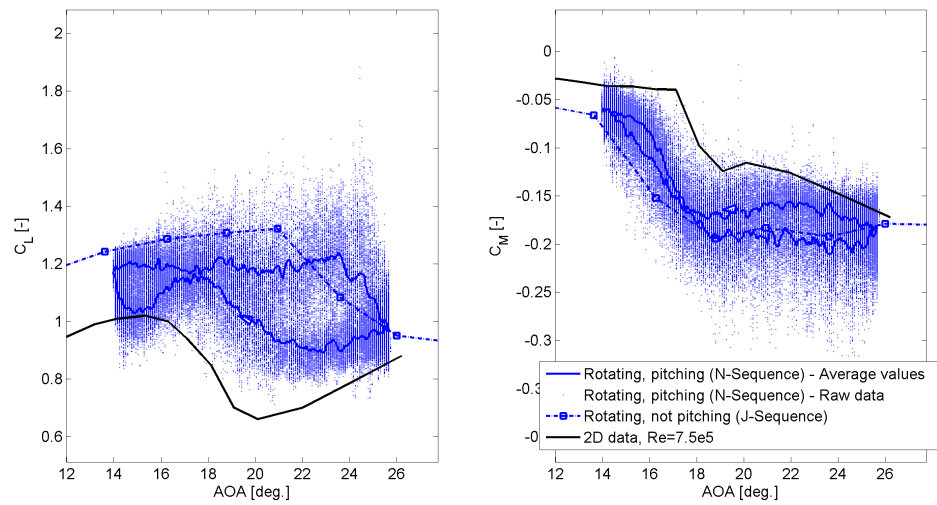 2
1.8
1.6
1.4
1.2
1
0.8
0.6
C_L [-]
12 14 16 18 20 22 24 26
AOA [deg.]
0
-0.05
-0.1
-0.15
-0.2
-0.25
-0.3
-0.3
-0
C_M [-]
Rotating, pitching (N-Sequence) - Average values
Rotating, pitching (N-Sequence) - Raw data
Rotating, not pitching (J-Sequence)
2D data, Re=7.5e5
12 14 16 18 20 22 24 26
AOA [deg.]